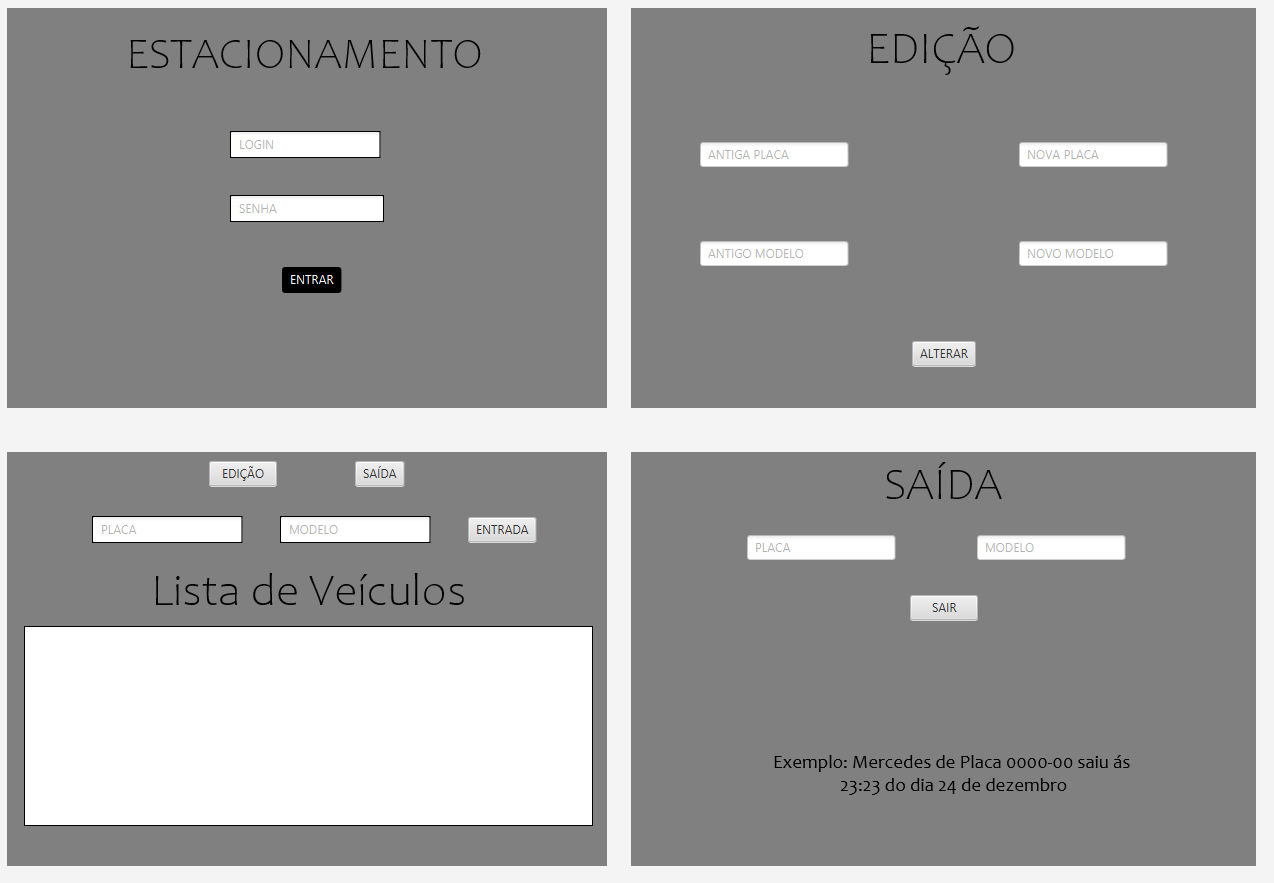 ESTACIONAMENTO
LOGIN
SENHA
ENTRAR
EDIÇÃO
ANTIGA PLACA
NOVA PLACA
ANTIGO MODELO
NOVO MODELO
ALTERAR
EDIÇÃO
SAÍDA
PLACA
MODELO
ENTRADA
Lista de Veículos
SAÍDA
PLACA
MODELO
SAIR
Exemplo: Mercedes de Placa 0000-00 saiu ás
23:23 do dia 24 de dezembro